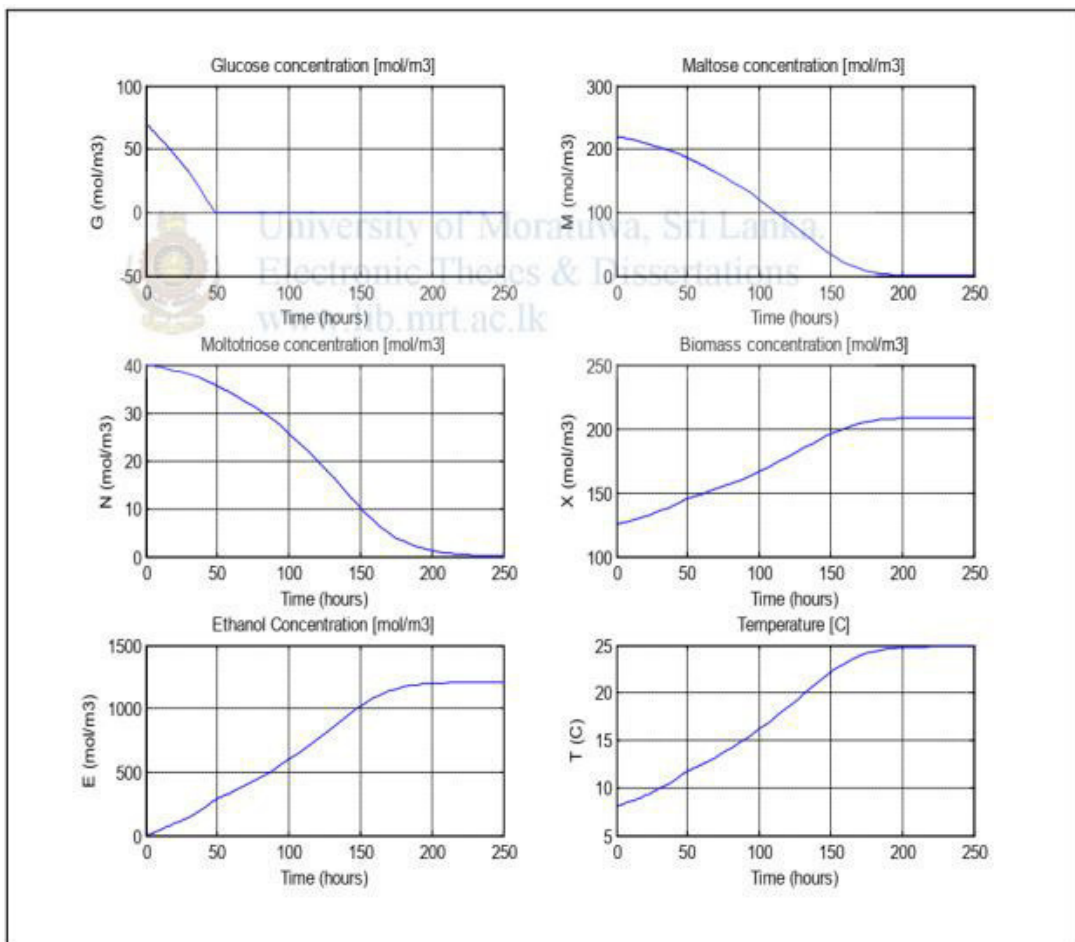 Glucose concentration [mol/m3]
G (mol/m3)
100
50
0
-50
0 50 100 150 200 250
Time (hours)
Maltose concentration [mol/m3]
M (mol/m3)
300
200
100
0
0 50 100 150 200 250
Time (hours)
University of Moratuwa, Sri Lanka.
Electronic Theses & Dissertations
www.lib.mrt.ac.lk
Moltotriose concentration [mol/m3]
N (mol/m3)
40
30
20
10
0
0 50 100 150 200 250
Time (hours)
Biomass concentration [mol/m3]
X (mol/m3)
250
200
150
100
0 50 100 150 200 250
Time (hours)
Ethanol Concentration [mol/m3]
E (mol/m3)
1500
1000
500
0
0 50 100 150 200 250
Time (hours)
Temperature [C]
T (C)
25
20
15
10
5
0 50 100 150 200 250
Time (hours)